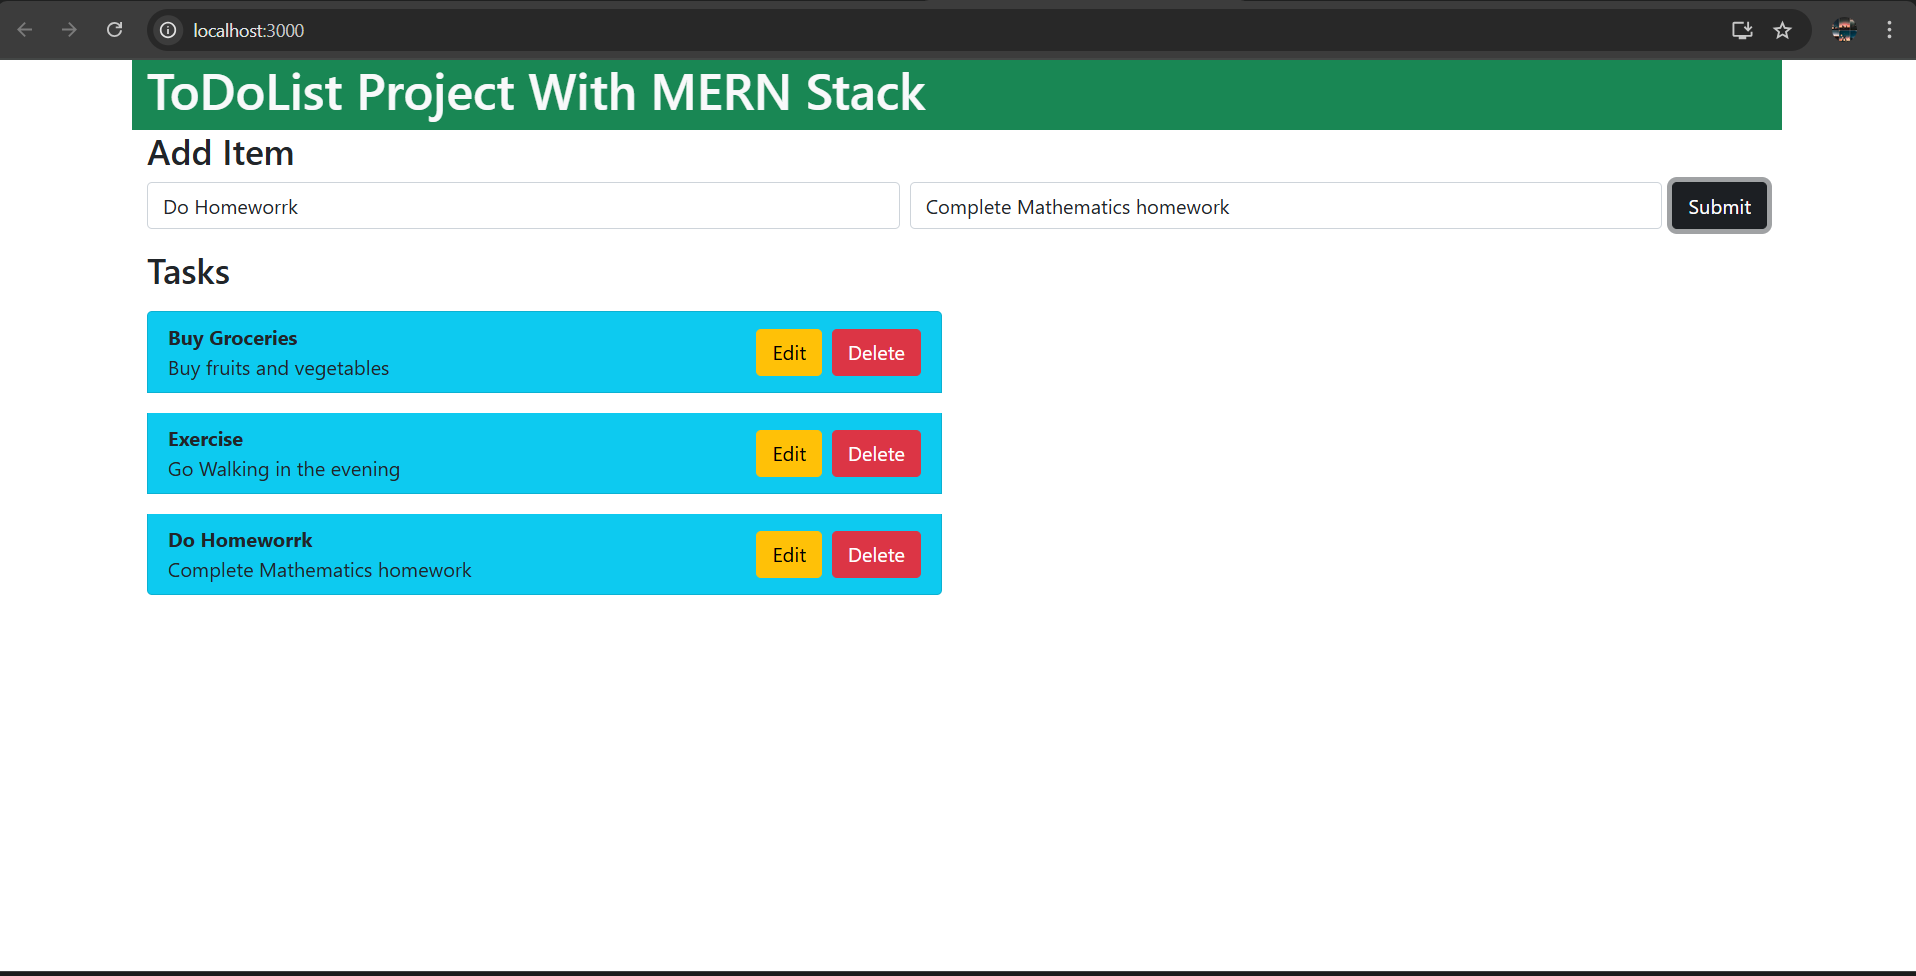 localhost:3000
ToDoList Project With MERN Stack
Add Item
Do Homeworrk Complete Mathematics homework Submit
Tasks
Buy Groceries
Buy fruits and vegetables
Edit Delete
Exercise
Go Walking in the evening
Edit Delete
Do Homeworrk
Complete Mathematics homework
Edit Delete